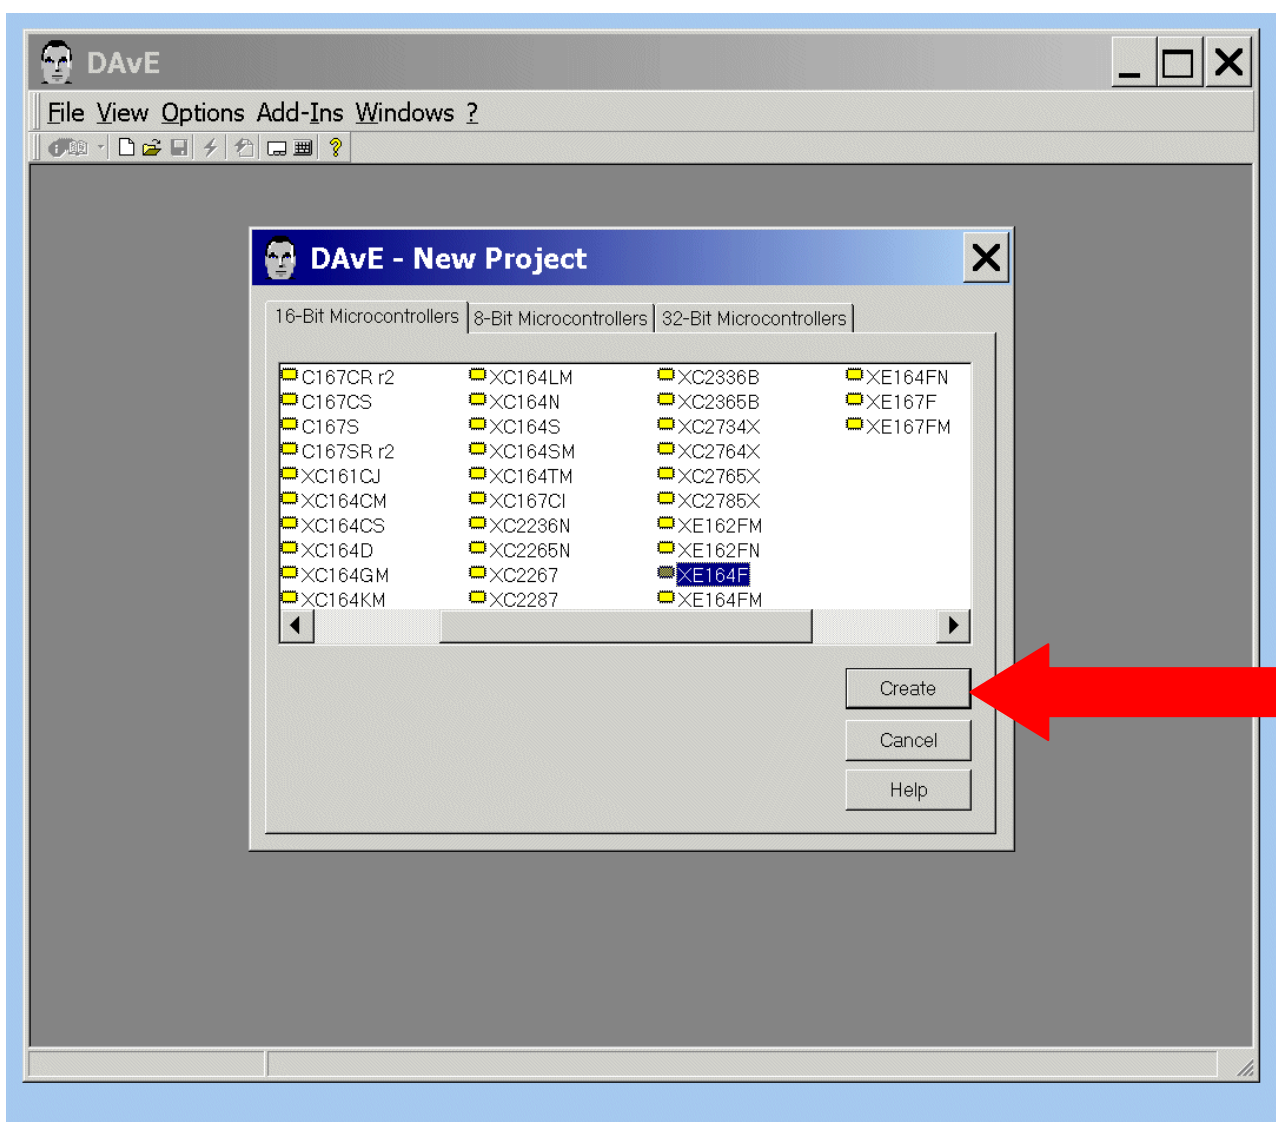 DAvE
File View Options Add-Ins Windows ?
DAvE - New Project
16-Bit Microcontrollers 8-Bit Microcontrollers 32-Bit Microcontrollers
C167CR r2 XC164LM XC2336B XE164FN
C167CS XC164N XC2365B XE167F
C167S XC164S XC2734X XE167FM
C167SR r2 XC164SM XC2764X
XC161CJ XC164TM XC2765X
XC164CM XC167CI XC2785X
XC164CS XC2236N XE162FM
XC164D XC2265N XE162FN
XC164GM XC2267 XE164F
XC164KM XC2287 XE164FM
Create
Cancel
Help